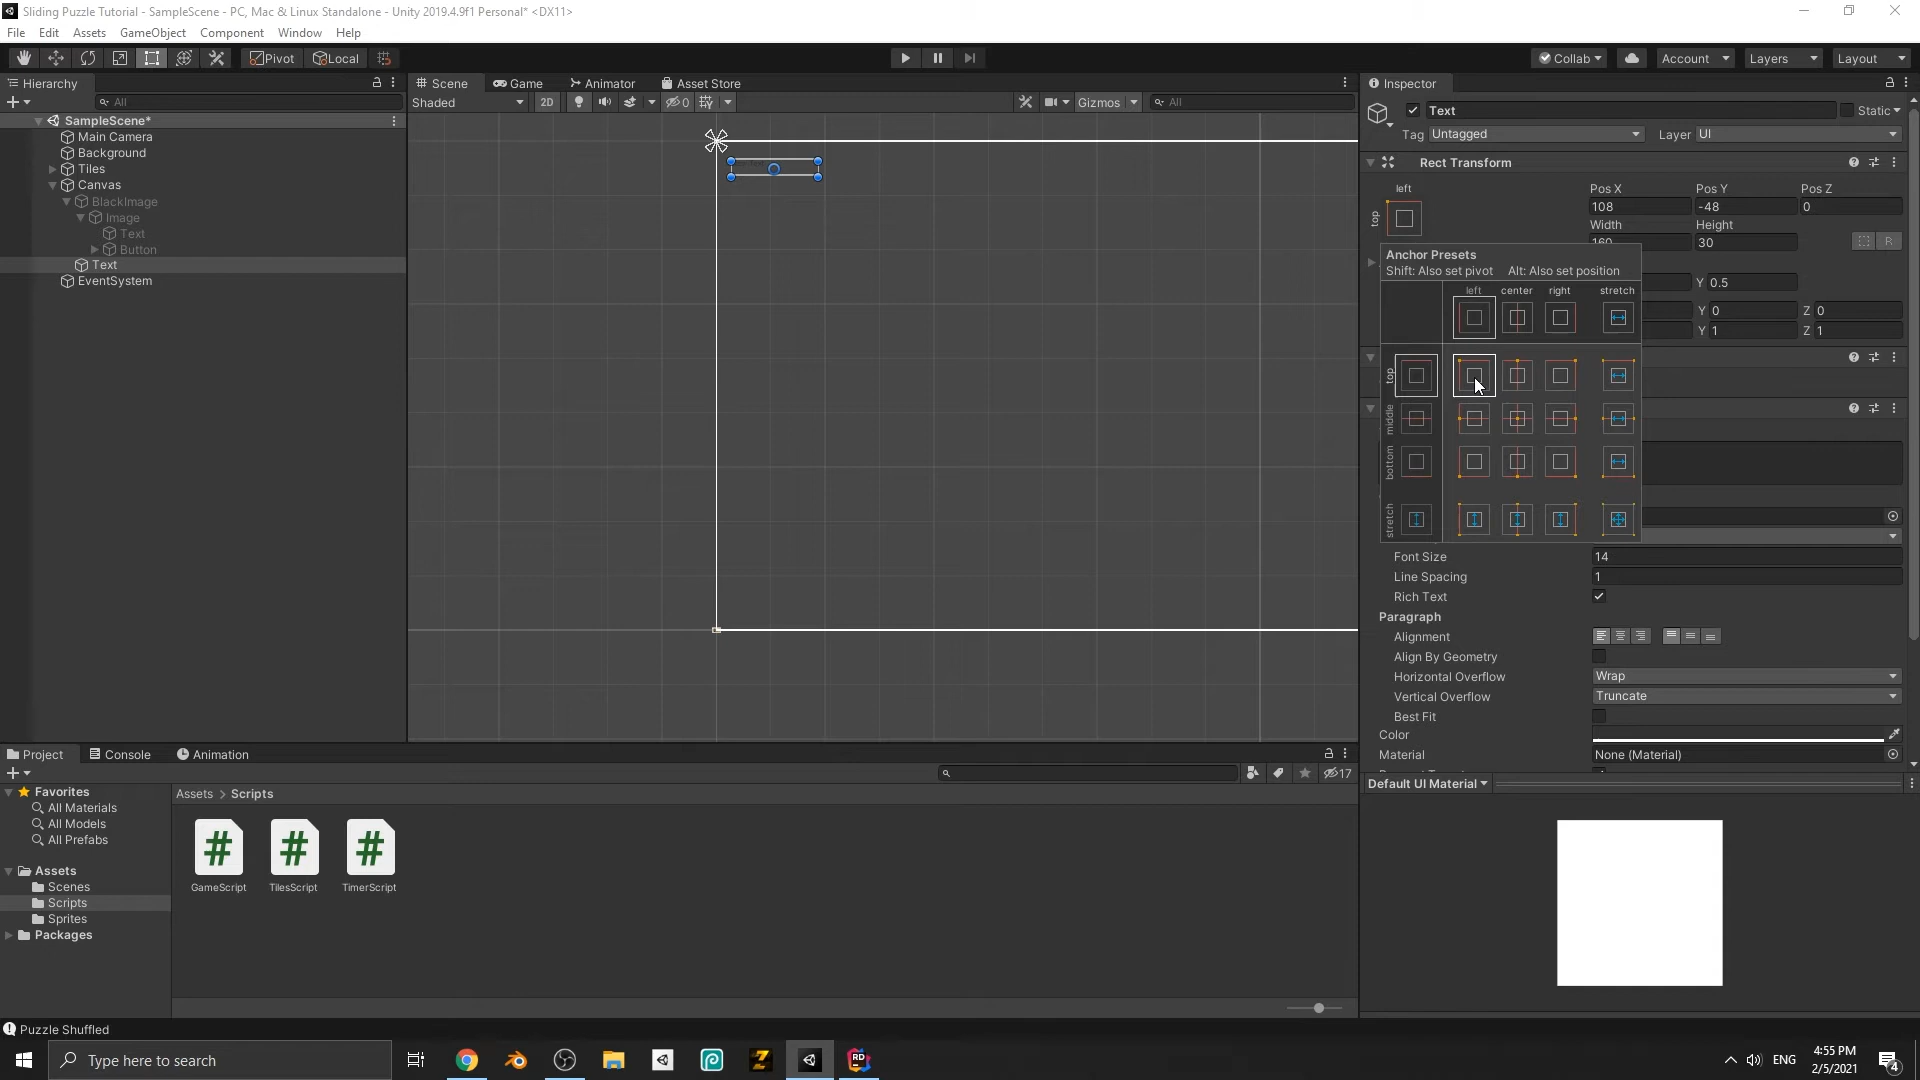 Sliding Puzzle Tutorial - SampleScene - PC, Mac & Linux Standalone - Unity 2019.4.9f1 Personal* <DX11>
File Edit Assets GameObject Component Window Help
Pivot Local Collab Account Layers Layout
Hierarchy
All
SampleScene*
Main Camera
Background
Tiles
Canvas
BlackImage
Image
Text
Button
Text
EventSystem
Scene Game Animator Asset Store
Shaded 2D 0 Gizmos All
Inspector
Text Static
Tag Untagged Layer UI
Rect Transform
left
top
Pos X Pos Y Pos Z
108 -48 0
Width Height
160 30
Anchor Presets
Shift: Also set pivot Alt: Also set position
left center right stretch
top
middle
bottom
stretch
Y 0.5
Y 0 Z 0
Y 1 Z 1
Font Size 14
Line Spacing 1
Rich Text
Paragraph
Alignment
Align By Geometry
Horizontal Overflow Wrap
Vertical Overflow Truncate
Best Fit
Color
Material None (Material)
Default UI Material
Project Console Animation
17
Favorites
All Materials
All Models
All Prefabs
Assets
Scenes
Scripts
Sprites
Packages
Assets > Scripts
GameScript TilesScript TimerScript
Puzzle Shuffled
Type here to search
RD
ENG
4:55 PM
2/5/2021
4